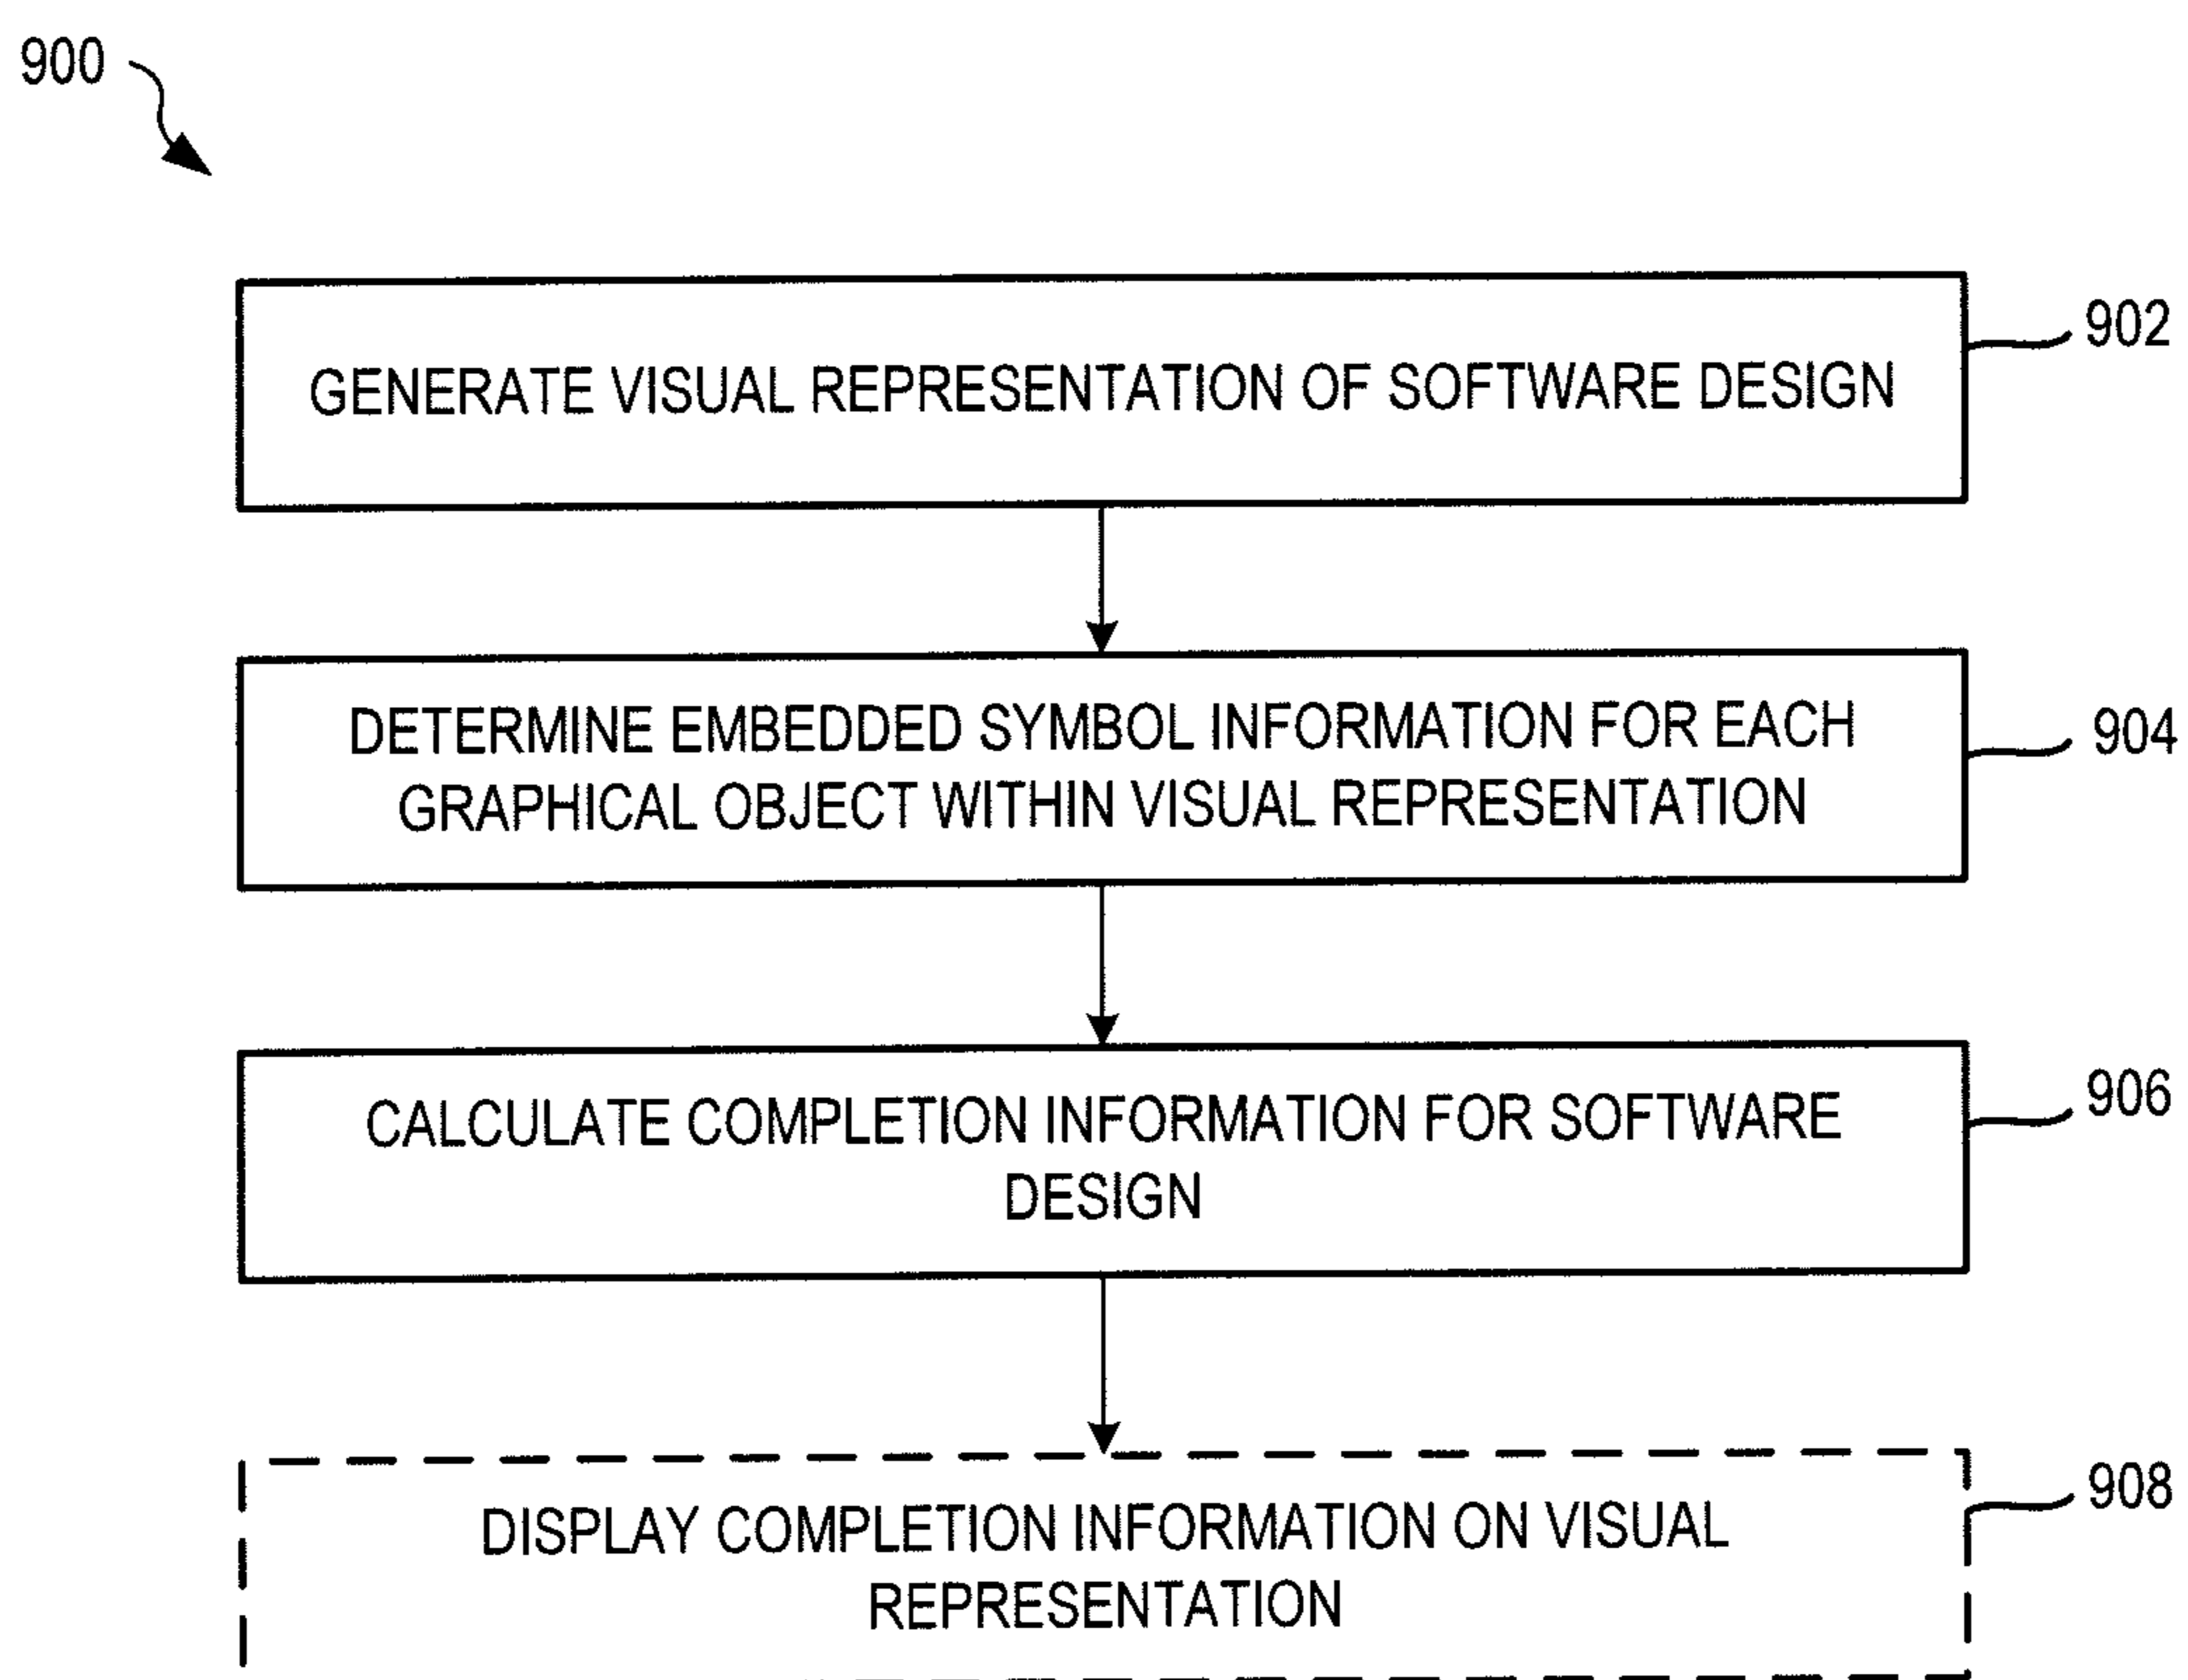 900
GENERATE VISUAL REPRESENTATION OF SOFTWARE DESIGN
902
DETERMINE EMBEDDED SYMBOL INFORMATION FOR EACH
GRAPHICAL OBJECT WITHIN VISUAL REPRESENTATION
904
CALCULATE COMPLETION INFORMATION FOR SOFTWARE
DESIGN
906
DISPLAY COMPLETION INFORMATION ON VISUAL
REPRESENTATION
908